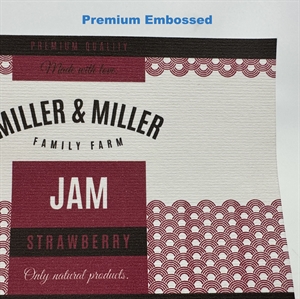 Premium Embossed
PREMIUM QUALITY
Made with love.
MILLER & MILLER
FAMILY FARM
JAM
STRAWBERRY
Only natural products.